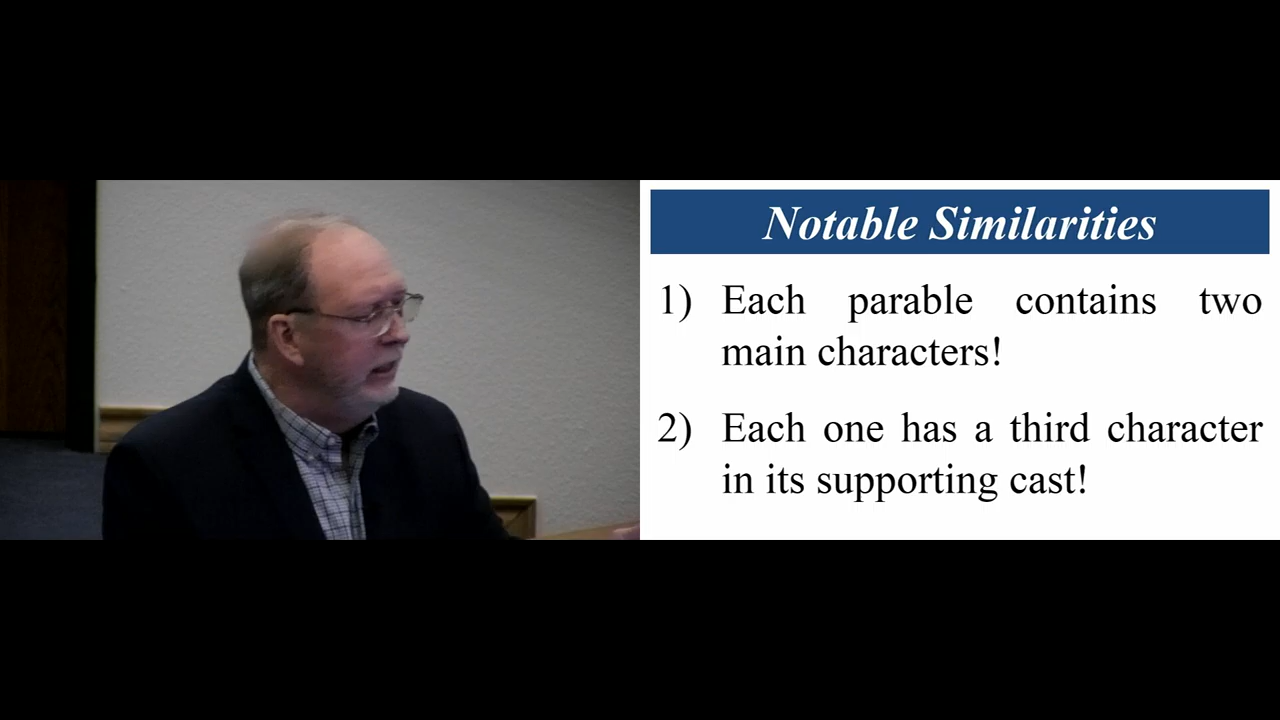 Notable Similarities
1) Each parable contains two
main characters!
2) Each one has a third character
in its supporting cast!